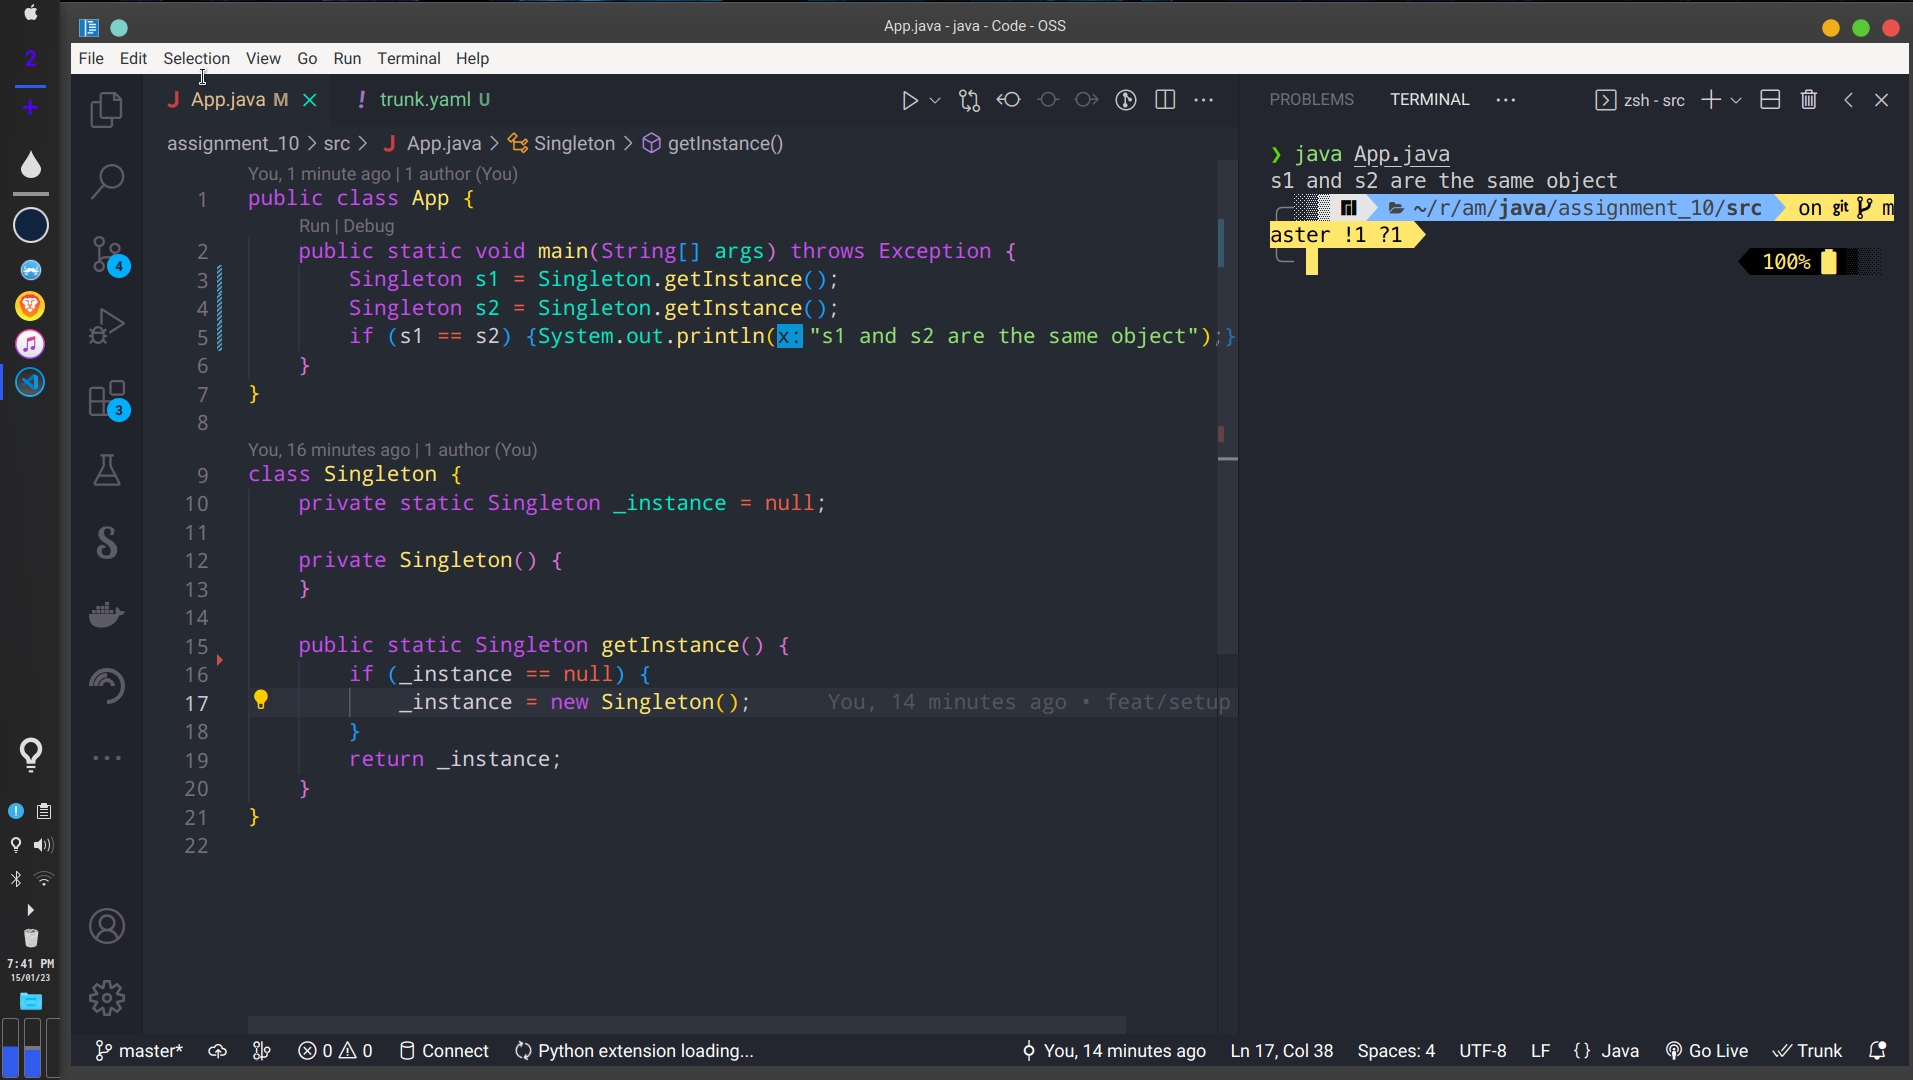 App.java - java - Code - OSS
File Edit Selection View Go Run Terminal Help
2
App.java M
! trunk.yaml U
assignment_10 > src > App.java > Singleton > getInstance()
You, 1 minute ago | 1 author (You)
1 public class App {
Run | Debug
2 public static void main(String[] args) throws Exception {
3 Singleton s1 = Singleton.getInstance();
4 Singleton s2 = Singleton.getInstance();
5 if (s1 == s2) {System.out.println(x: "s1 and s2 are the same object");}
6 }
7 }
8
You, 16 minutes ago | 1 author (You)
9 class Singleton {
10 private static Singleton _instance = null;
11
12 private Singleton() {
13 }
14
15 public static Singleton getInstance() {
16 if (_instance == null) {
17 _instance = new Singleton(); You, 14 minutes ago • feat/setup
18 }
19 return _instance;
20 }
21 }
22
4
3
PROBLEMS TERMINAL ···
zsh - src
❯ java App.java
s1 and s2 are the same object
~/r/am/java/assignment_10/src on git m
aster !1 ?1
100%
7:41 PM
15/01/23
master* 0 0 Connect Python extension loading... You, 14 minutes ago Ln 17, Col 38 Spaces: 4 UTF-8 LF {} Java Go Live Trunk